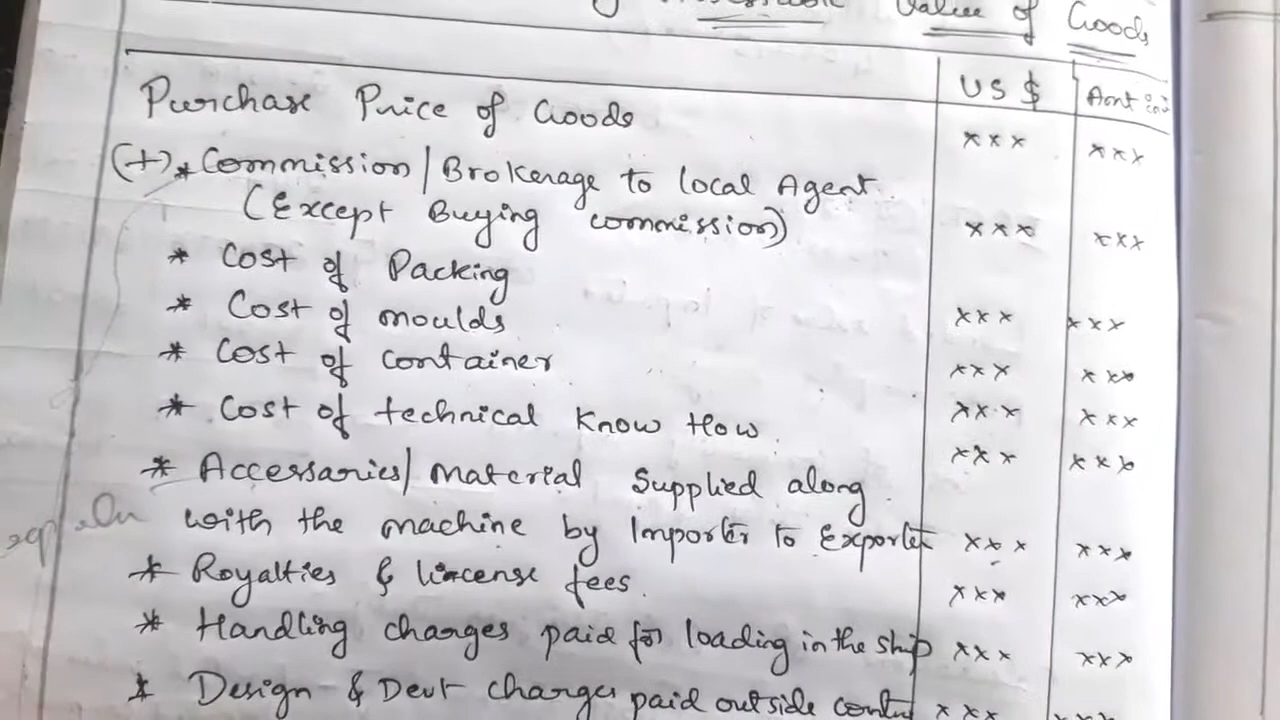 Value of Goods
US $ Amt
Purchase Price of Goods xxx xxx
(+) * Commission / Brokerage to local Agent
(Except Buying commission) xxx xxx
* Cost of Packing
* Cost of moulds xxx xxx
* Cost of container xxx xxx
* Cost of technical Know How. xxx xxx
* Accessaries / Material Supplied along xxx xxx
with the machine by Importer to Exporter xxx xxx
* Royalties & Lincense fees. xxx xxx
* Handling charges paid for loading in the ship xxx xxx
* Design & Devt charges paid outside xxx xxx